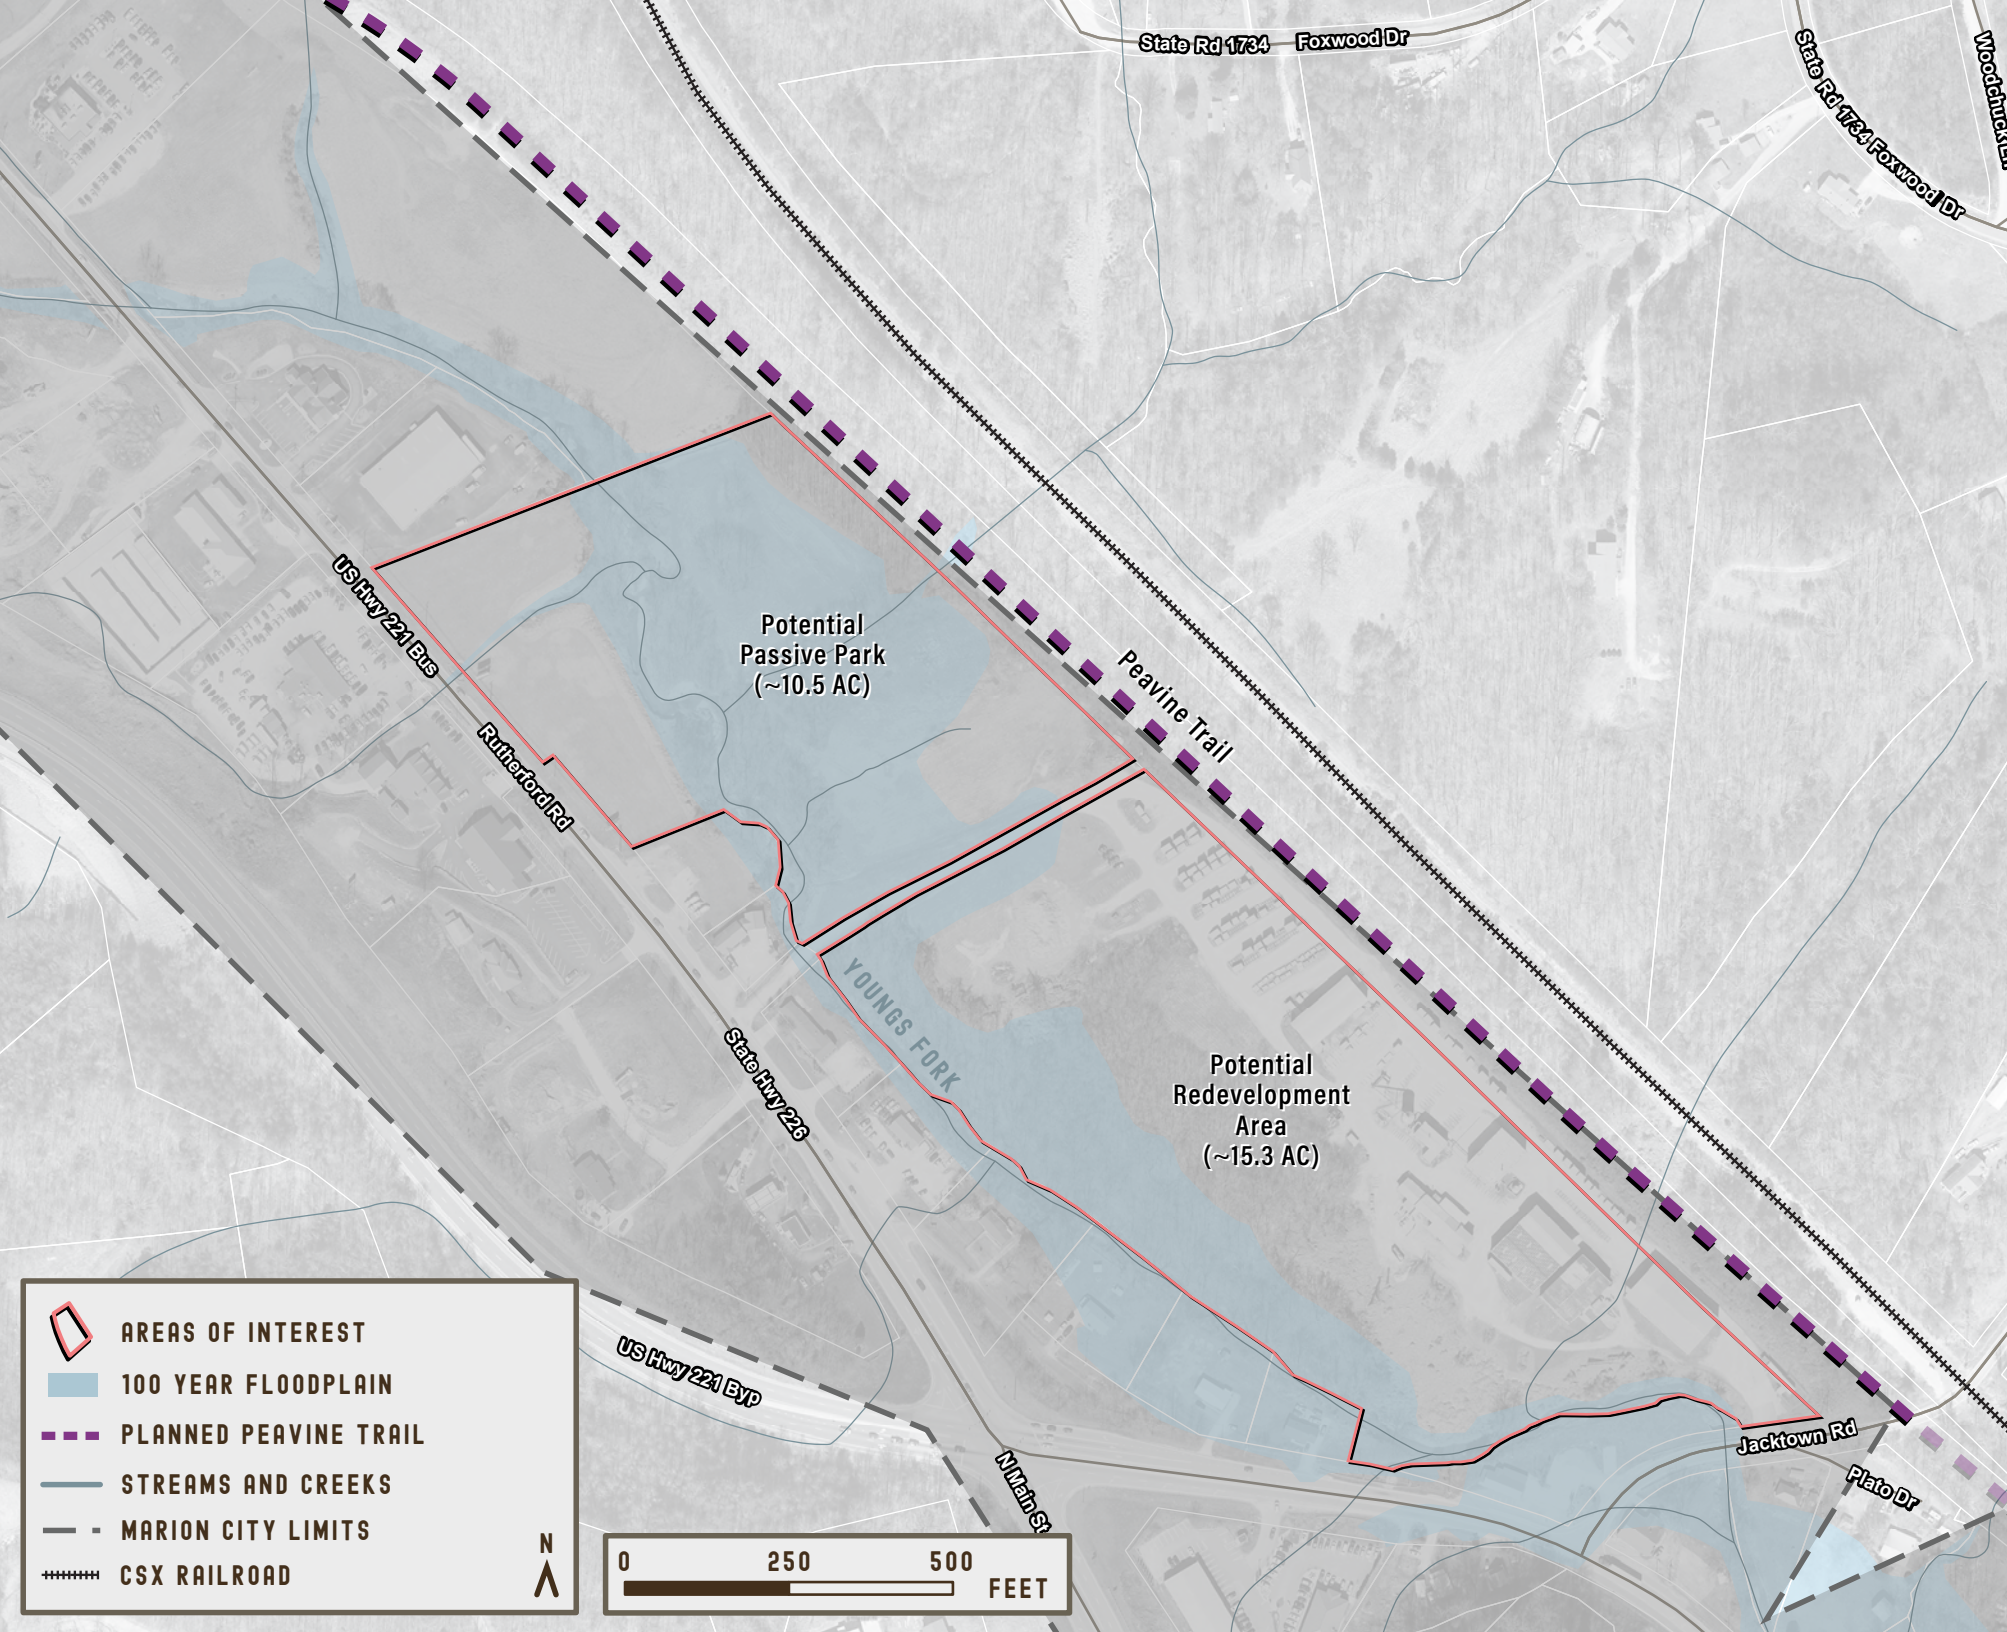 State Rd 1734
Foxwood Dr
State Rd 1734 Foxwood Dr
Woodchuck Ln
US Hwy 221 Bus
Potential
Passive Park
(~10.5 AC)
Peavine Trail
Rutherford Rd
YOUNGS FORK
State Hwy 226
Potential
Redevelopment
Area
(~15.3 AC)
US Hwy 221 Byp
N Main St
Jacktown Rd
Plato Dr
AREAS OF INTEREST
100 YEAR FLOODPLAIN
PLANNED PEAVINE TRAIL
STREAMS AND CREEKS
MARION CITY LIMITS
CSX RAILROAD
N
0 250 500
FEET